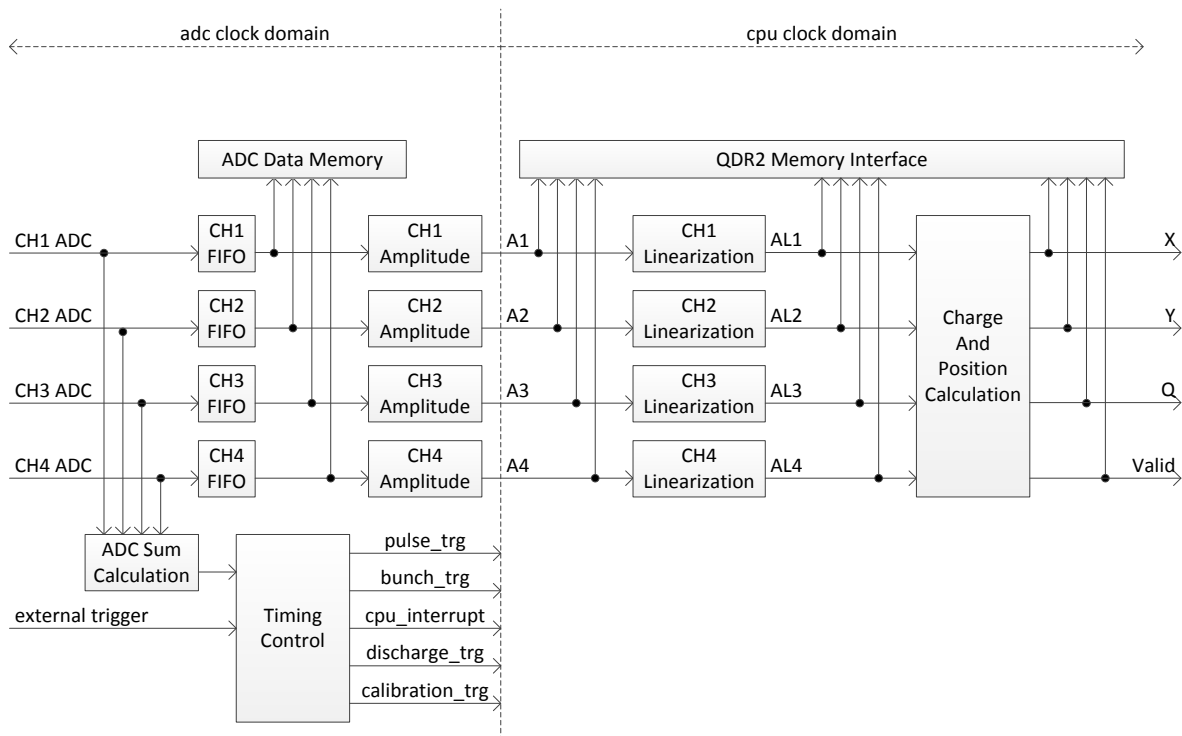 adc clock domain
cpu clock domain
ADC Data Memory
QDR2 Memory Interface
CH1 ADC
CH1
FIFO
CH1
Amplitude
A1
CH1
Linearization
AL1
X
CH2 ADC
CH2
FIFO
CH2
Amplitude
A2
CH2
Linearization
AL2
Y
Charge
And
Position
Calculation
CH3 ADC
CH3
FIFO
CH3
Amplitude
A3
CH3
Linearization
AL3
Q
CH4 ADC
CH4
FIFO
CH4
Amplitude
A4
CH4
Linearization
AL4
Valid
ADC Sum
Calculation
external trigger
Timing
Control
pulse_trg
bunch_trg
cpu_interrupt
discharge_trg
calibration_trg